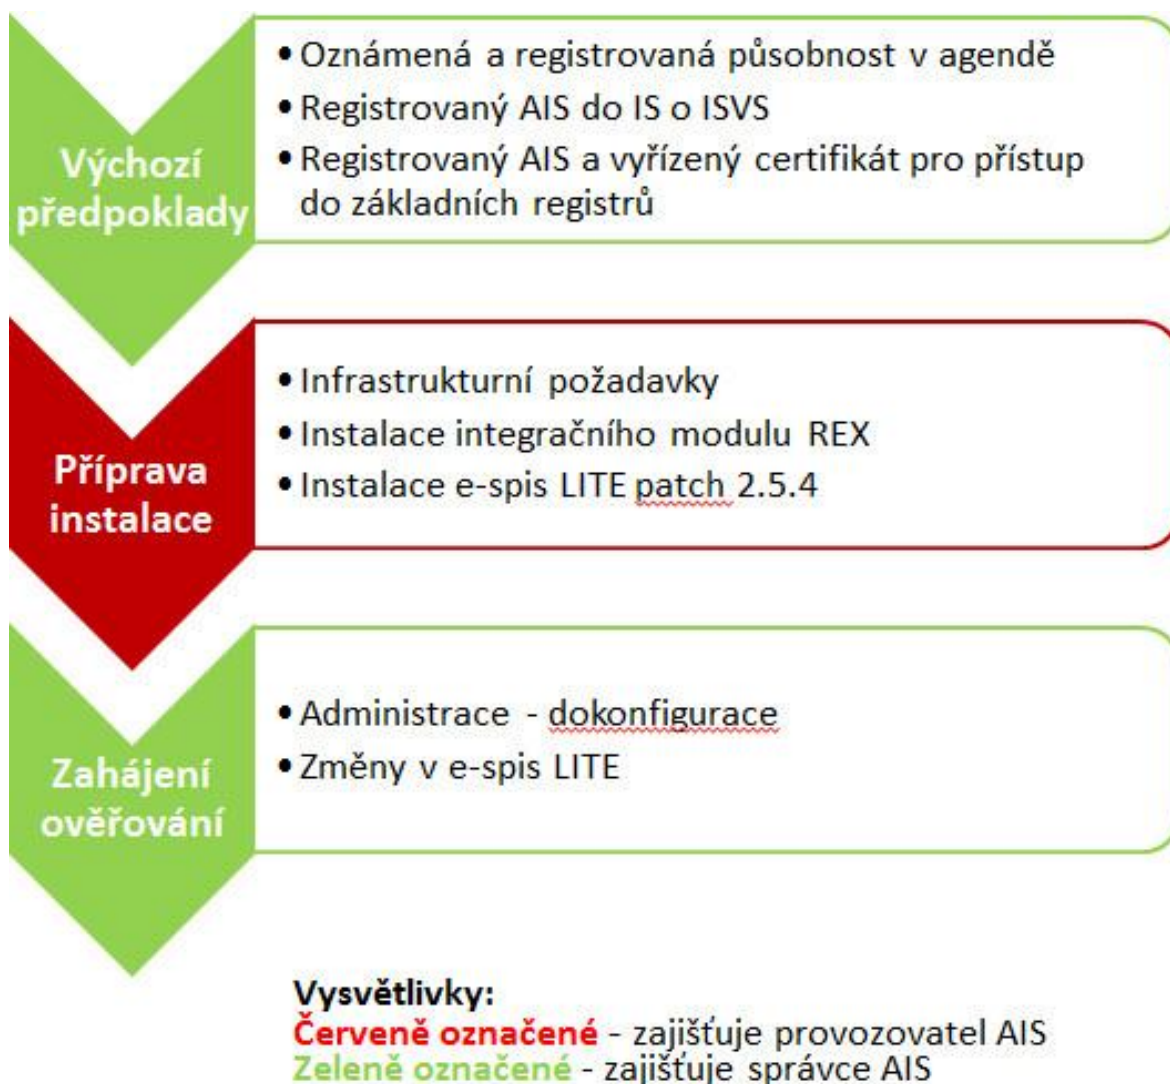 Výchozí
předpoklady
• Oznámená a registrovaná působnost v agendě
• Registrovaný AIS do IS o ISVS
• Registrovaný AIS a vyřízený certifikát pro přístup
do základních registrů
Příprava
instalace
• Infrastrukturní požadavky
• Instalace integračního modulu REX
• Instalace e-spis LITE patch 2.5.4
Zahájení
ověřování
• Administrace - dokonfigurace
• Změny v e-spis LITE
Vysvětlivky:
Červeně označené - zajišťuje provozovatel AIS
Zeleně označené - zajišťuje správce AIS